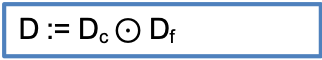 D := Dc ⨀ Df